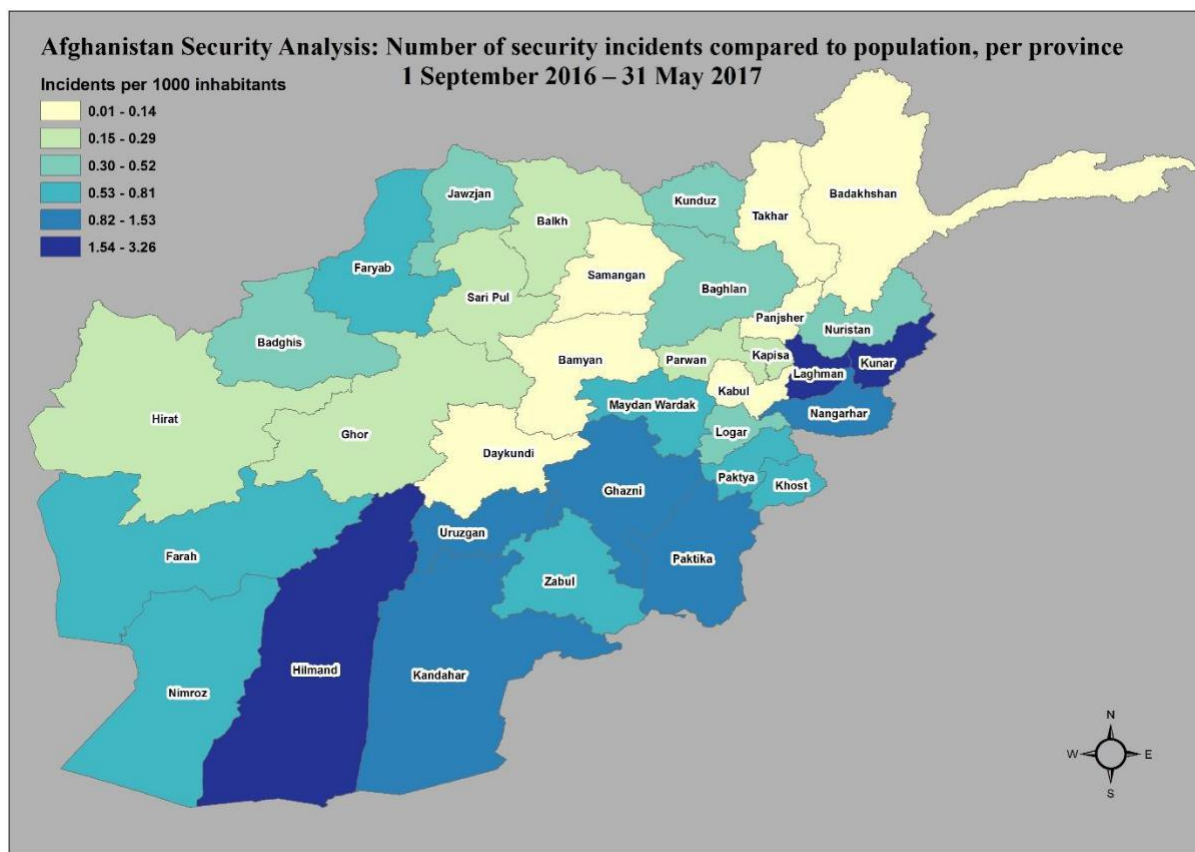 Afghanistan Security Analysis: Number of security incidents compared to population, per province
1 September 2016 – 31 May 2017
Incidents per 1000 inhabitants
0.01 - 0.14
0.15 - 0.29
0.30 - 0.52
0.53 - 0.81
0.82 - 1.53
1.54 - 3.26
Badakhshan
Jawzjan
Kunduz
Takhar
Balkh
Faryab
Samangan
Baghlan
Sari Pul
Panjsher
Nuristan
Badghis
Bamyan
Parwan
Kapisa
Kunar
Laghman
Kabul
Maydan Wardak
Nangarhar
Hirat
Ghor
Logar
Daykundi
Paktya
Khost
Ghazni
Uruzgan
Farah
Paktika
Zabul
Hilmand
Kandahar
Nimroz
N
W E
S